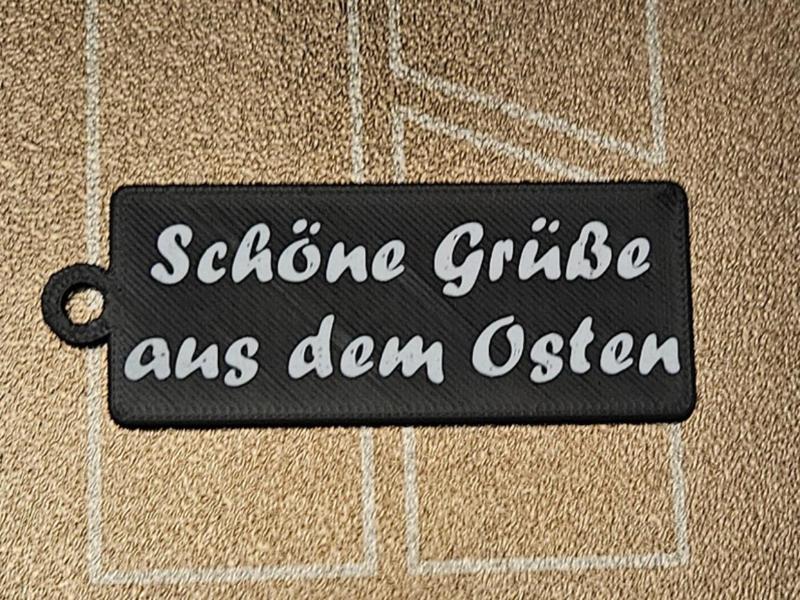 Schöne Grüße
aus dem Osten